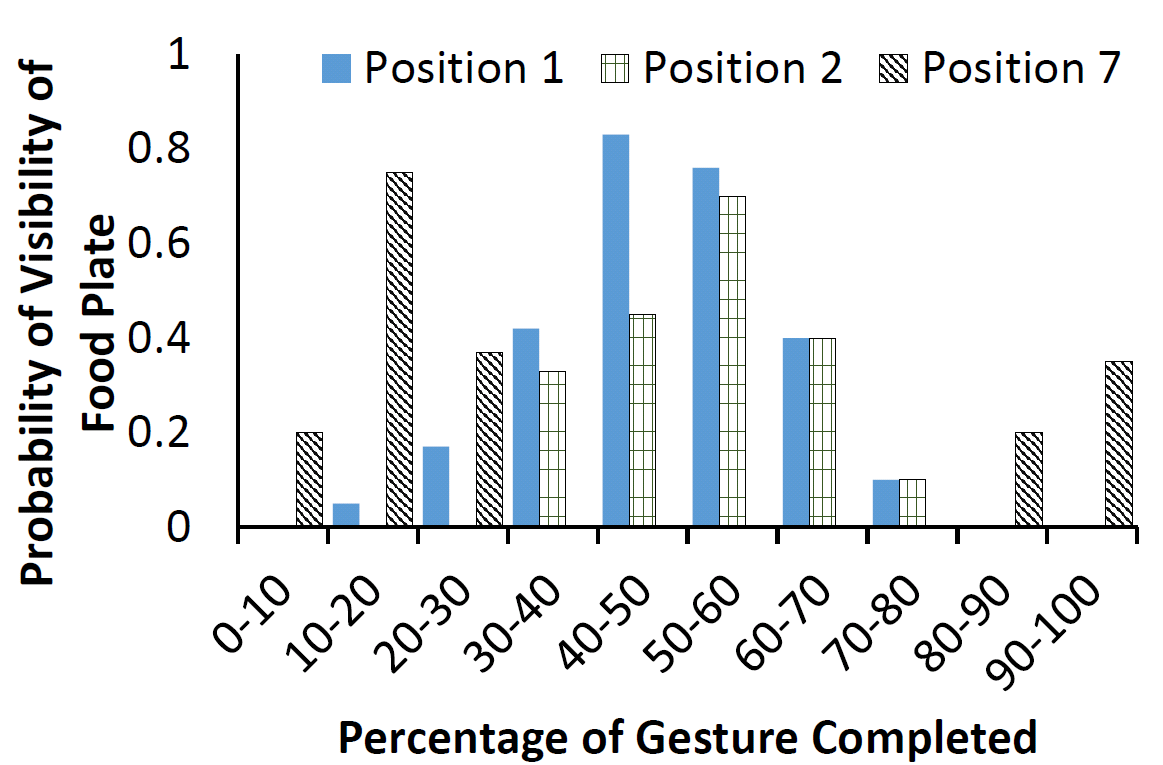 Probability of Visibility of
Food Plate
1
0.8
0.6
0.4
0.2
0
Position 1
Position 2
Position 7
0-10
10-20
20-30
30-40
40-50
50-60
60-70
70-80
80-90
90-100
Percentage of Gesture Completed